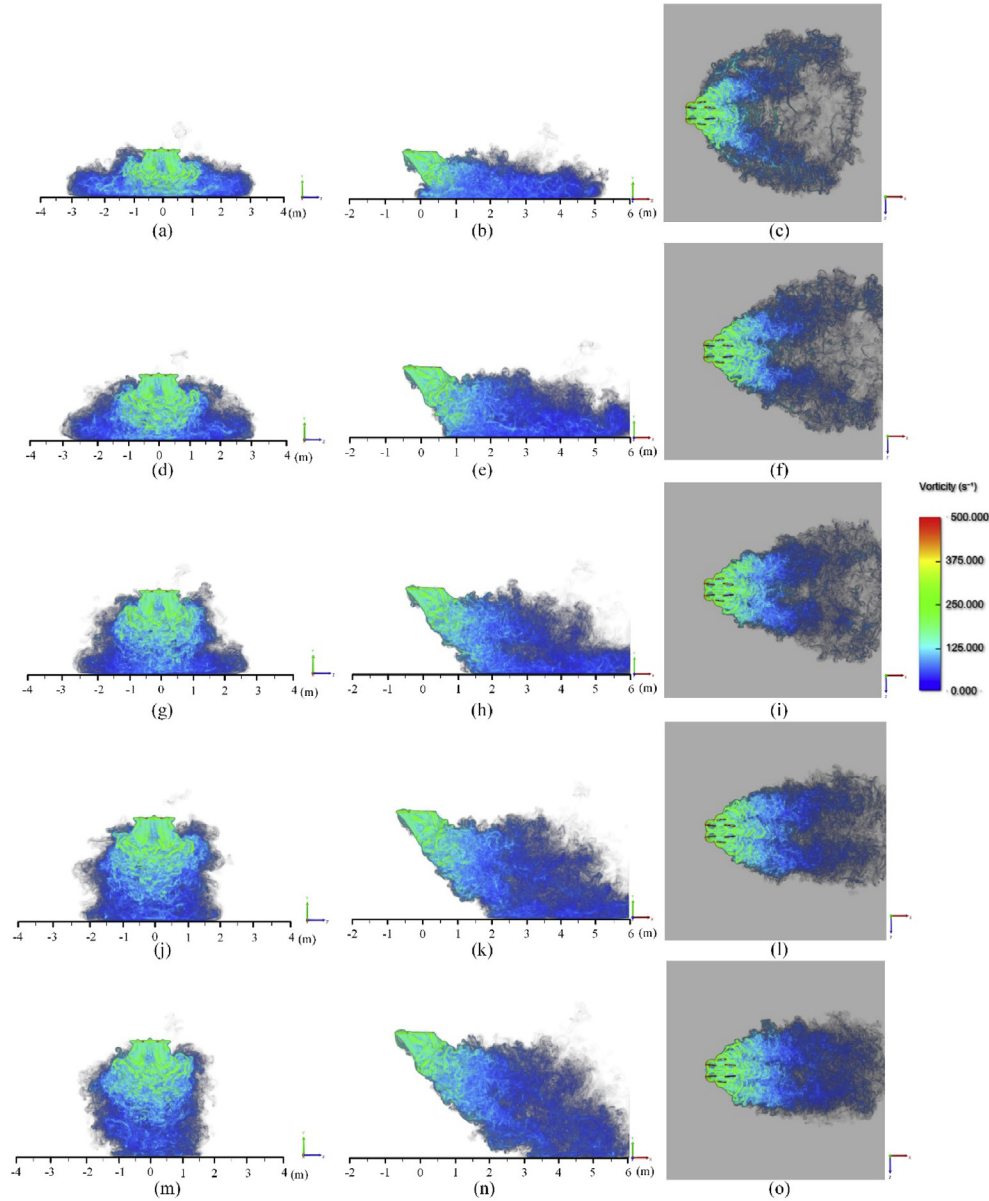 -4 -3 -2 -1 0 1 2 3 4 (m)
-2 -1 0 1 2 3 4 5 6 (m)
(a) (b) (c)
-4 -3 -2 -1 0 1 2 3 4 (m)
-2 -1 0 1 2 3 4 5 6 (m)
(d) (e) (f)
Vorticity (s⁻¹)
500.000
375.000
250.000
125.000
0.000
-4 -3 -2 -1 0 1 2 3 4 (m)
-2 -1 0 1 2 3 4 5 6 (m)
(g) (h) (i)
-4 -3 -2 -1 0 1 2 3 4 (m)
-2 -1 0 1 2 3 4 5 6 (m)
(j) (k) (l)
-4 -3 -2 -1 0 1 2 3 4 (m)
-2 -1 0 1 2 3 4 5 6 (m)
(m) (n) (o)